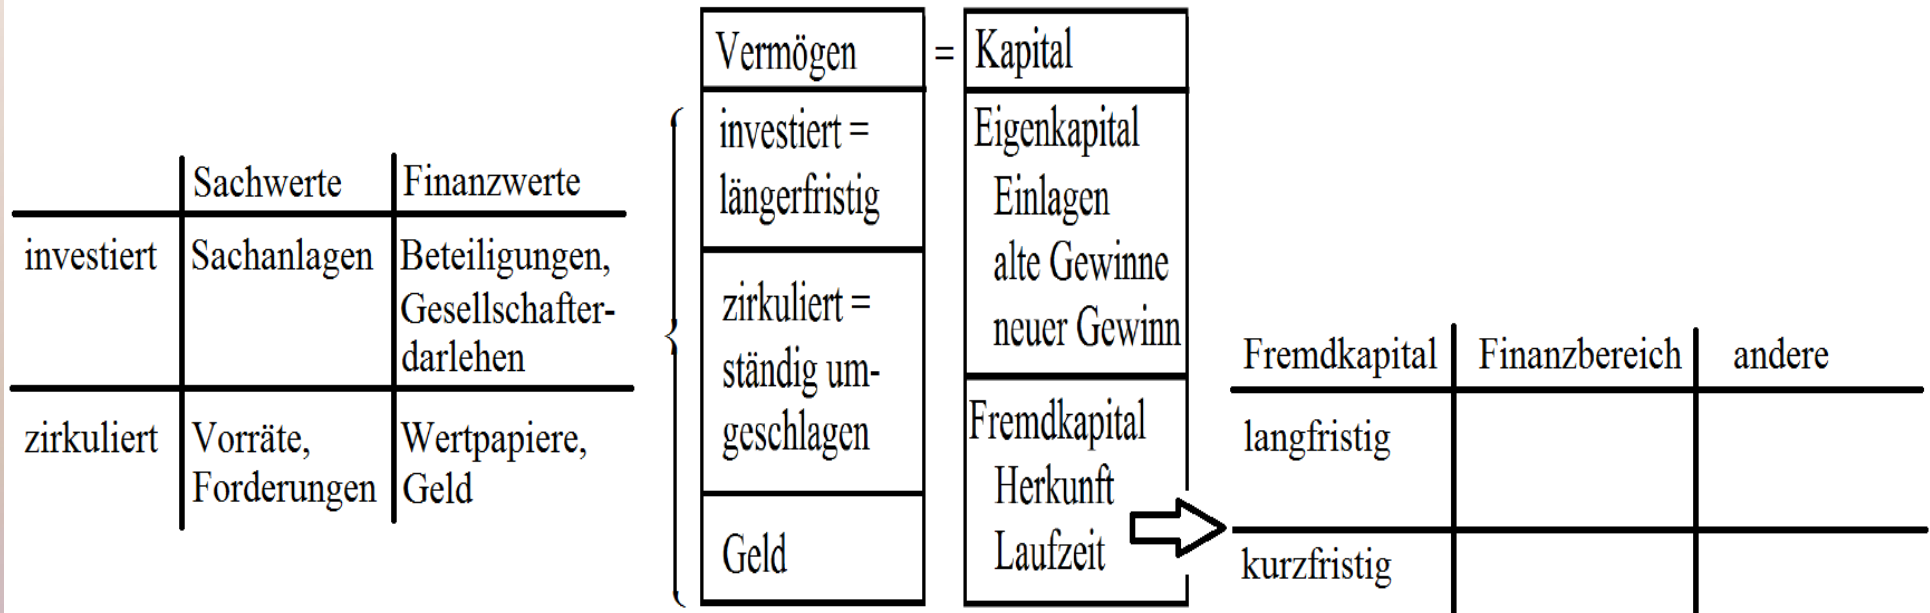 Sachwerte Finanzwerte
investiert Sachanlagen Beteiligungen,
Gesellschafter-
darlehen
zirkuliert Vorräte, Wertpapiere,
Forderungen Geld
Vermögen = Kapital
investiert =
längerfristig
zirkuliert =
ständig um-
geschlagen
Geld
Eigenkapital
Einlagen
alte Gewinne
neuer Gewinn
Fremdkapital
Herkunft
Laufzeit
Fremdkapital Finanzbereich andere
langfristig
kurzfristig